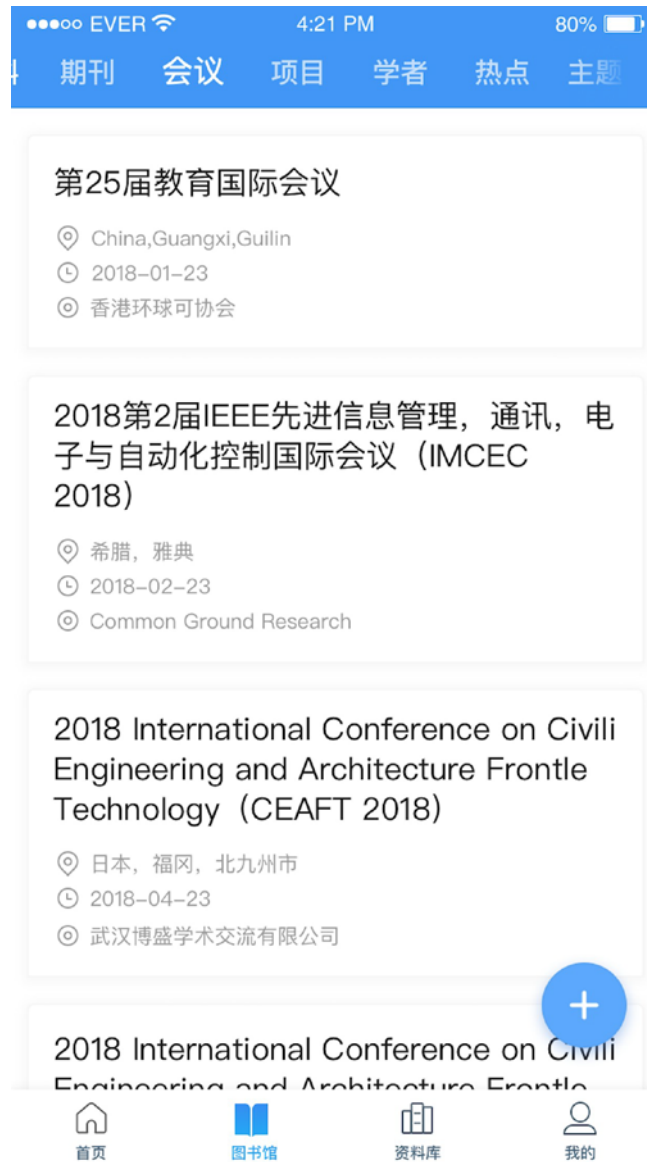 EVER 4:21 PM 80%
期刊 会议 项目 学者 热点 主题
第25届教育国际会议
China,Guangxi,Guilin
2018-01-23
香港环球可协会
2018第2届IEEE先进信息管理，通讯，电
子与自动化控制国际会议（IMCEC
2018）
希腊，雅典
2018-02-23
Common Ground Research
2018 International Conference on Civili
Engineering and Architecture Frontle
Technology（CEAFT 2018）
日本，福冈，北九州市
2018-04-23
武汉博盛学术交流有限公司
2018 International Conference on Civili
Engineering and Architecture Frontle
首页 图书馆 资料库 我的